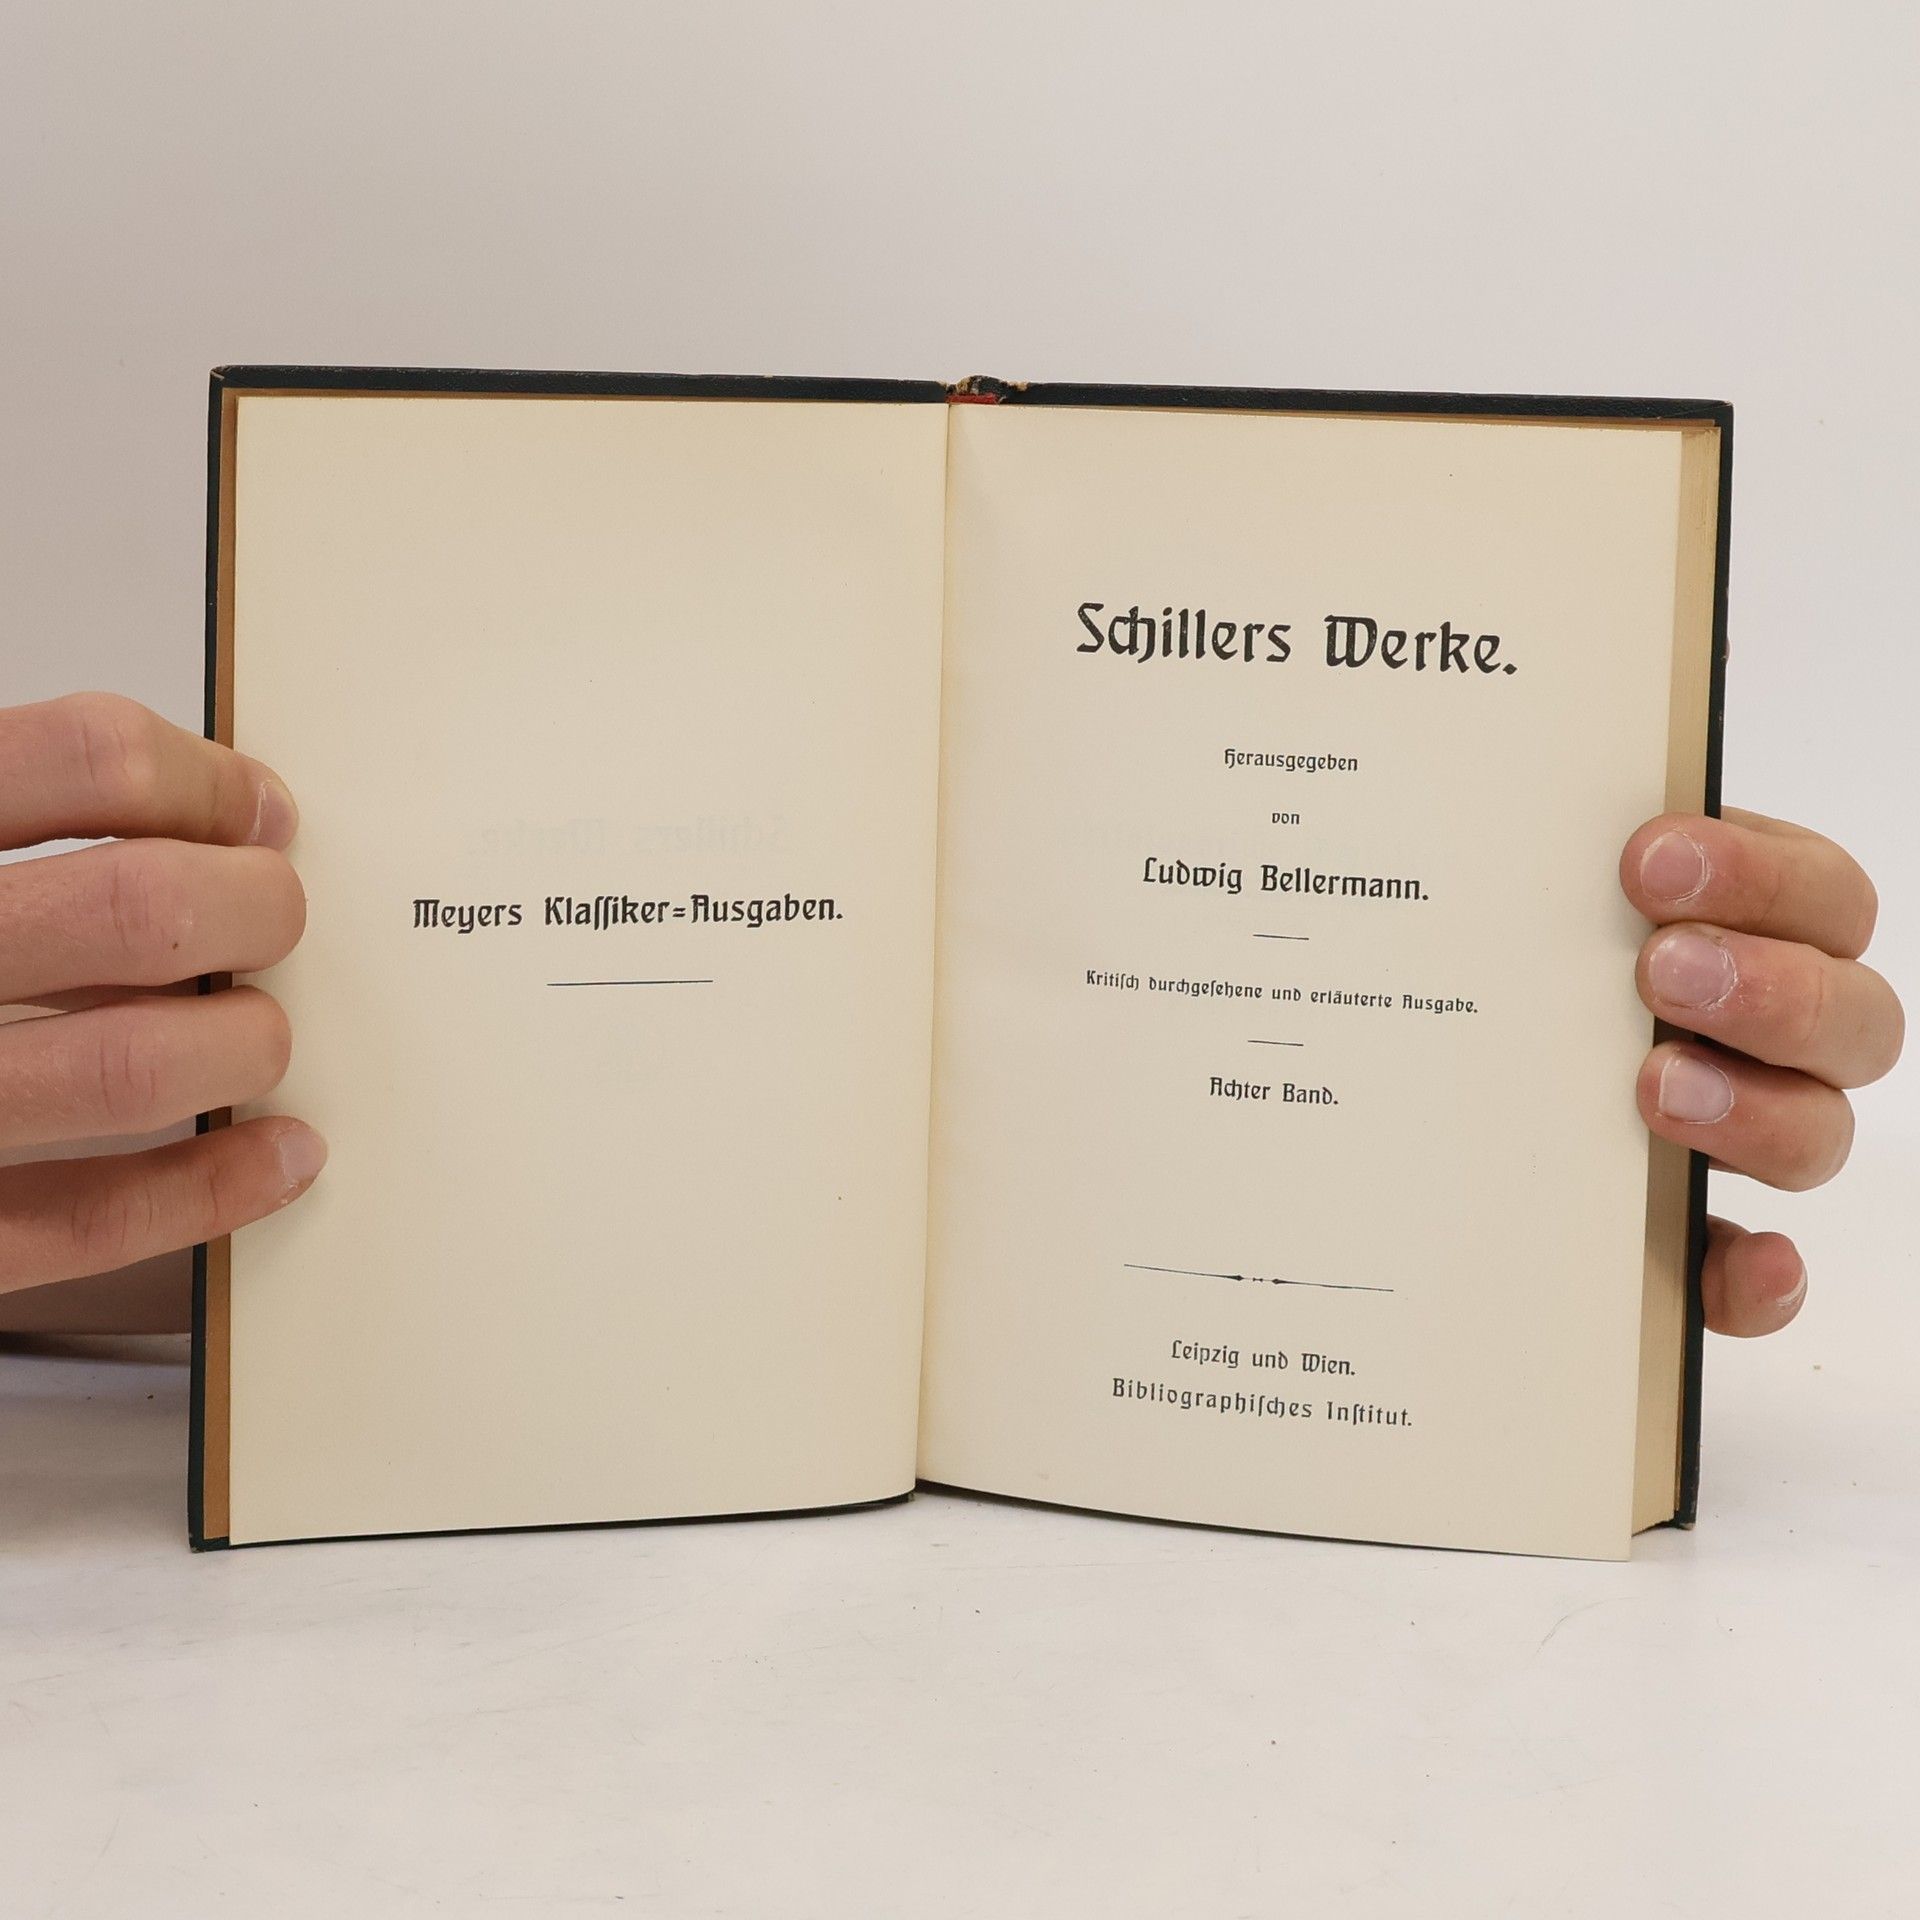 Meyers Klaſſiker=Ausgaben.
Schillers Werke.
Herausgegeben
von
Ludwig Bellermann.
Kritiſch durchgeſehene und erläuterte Ausgabe.
Achter Band.
Leipzig und Wien.
Bibliographiſches Inſtitut.